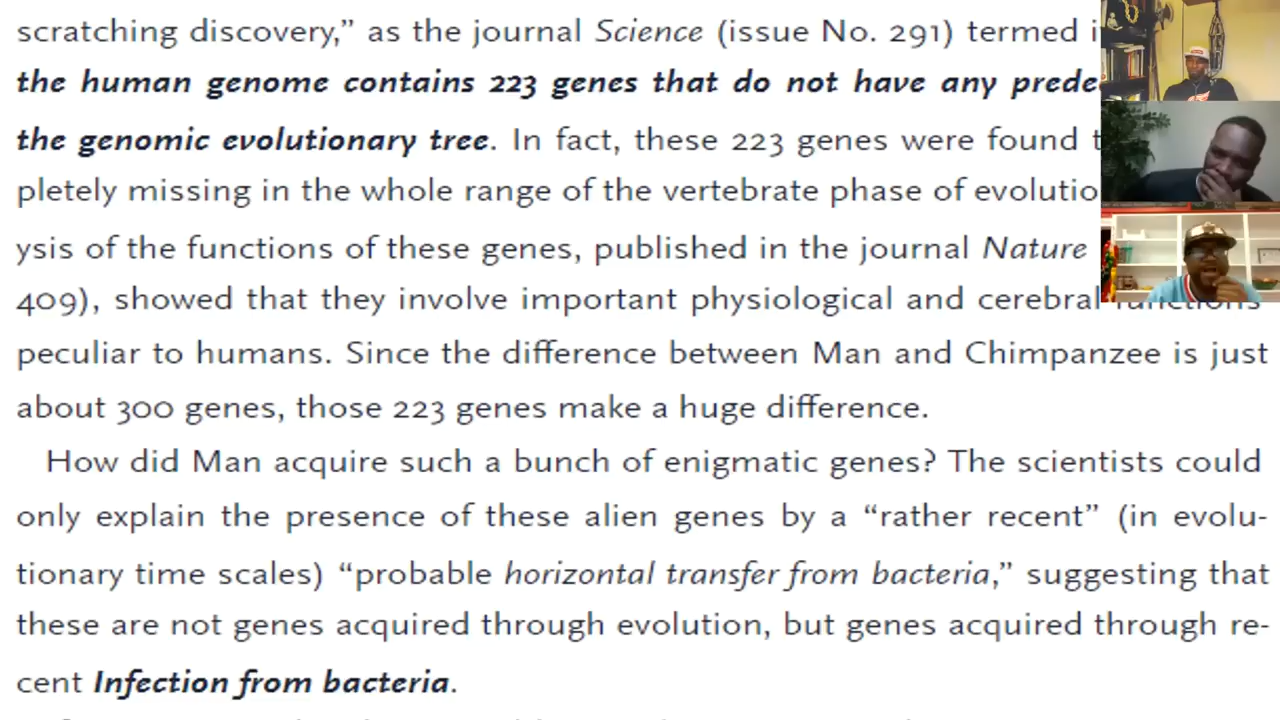 scratching discovery,” as the journal Science (issue No. 291) termed
the human genome contains 223 genes that do not have any
the genomic evolutionary tree. In fact, these 223 genes were found
pletely missing in the whole range of the vertebrate phase of
ysis of the functions of these genes, published in the journal Nature
409), showed that they involve important physiological and cerebral functions
peculiar to humans. Since the difference between Man and Chimpanzee is just
about 300 genes, those 223 genes make a huge difference.
How did Man acquire such a bunch of enigmatic genes? The scientists could
only explain the presence of these alien genes by a “rather recent” (in evolu-
tionary time scales) “probable horizontal transfer from bacteria,” suggesting that
these are not genes acquired through evolution, but genes acquired through re-
cent Infection from bacteria.